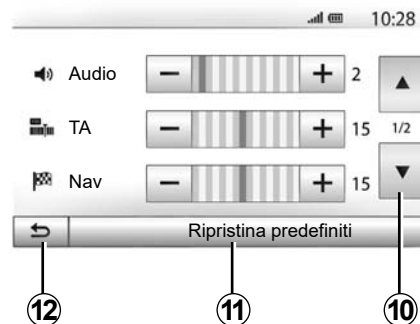 10:28
Audio − + 2 ▲
TA 15 1/2
Nav − + 15 ▼
Ripristina predefiniti
12 11 10